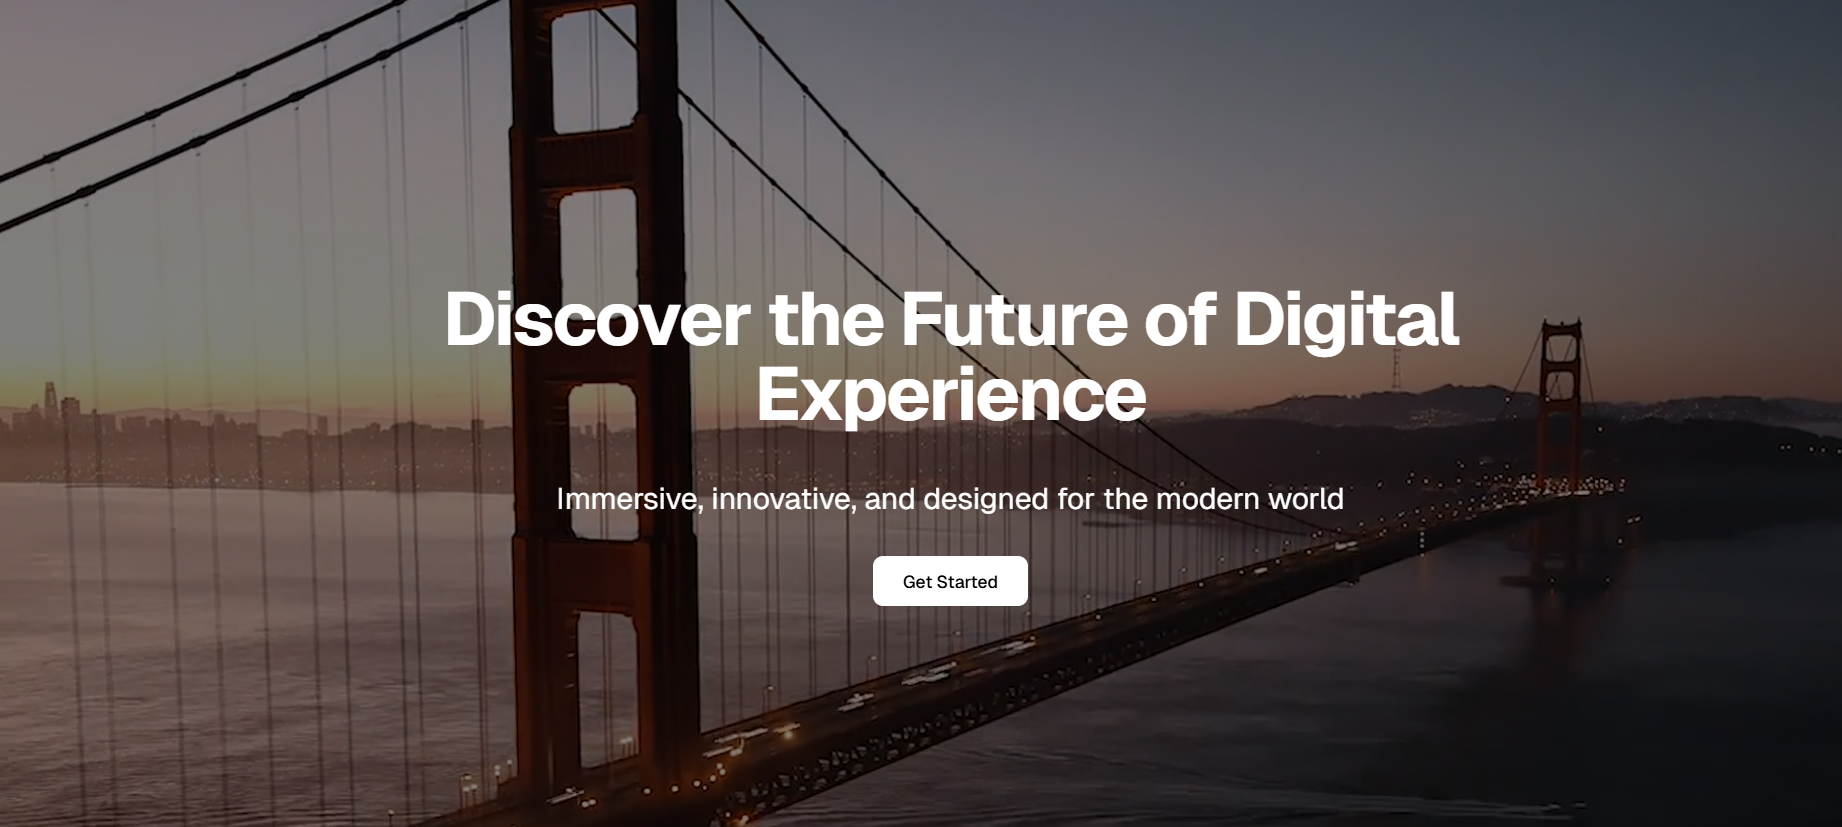 Discover the Future of Digital
Experience
Immersive, innovative, and designed for the modern world
Get Started